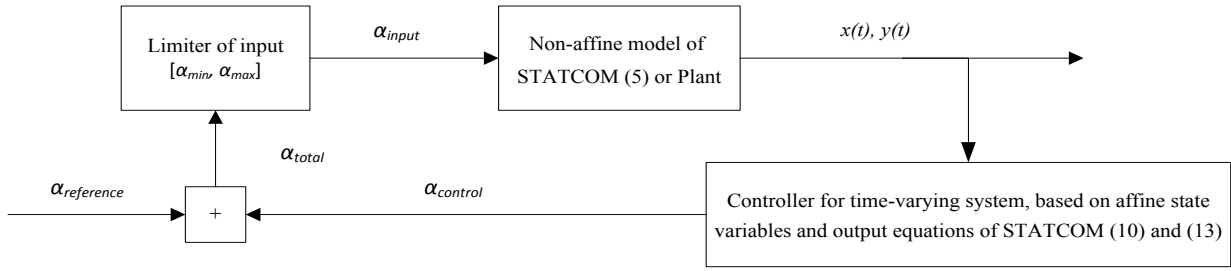 Limiter of input
[αmin, αmax]
αinput
Non-affine model of
STATCOM (5) or Plant
x(t), y(t)
αtotal
αreference
+
αcontrol
Controller for time-varying system, based on affine state
variables and output equations of STATCOM (10) and (13)